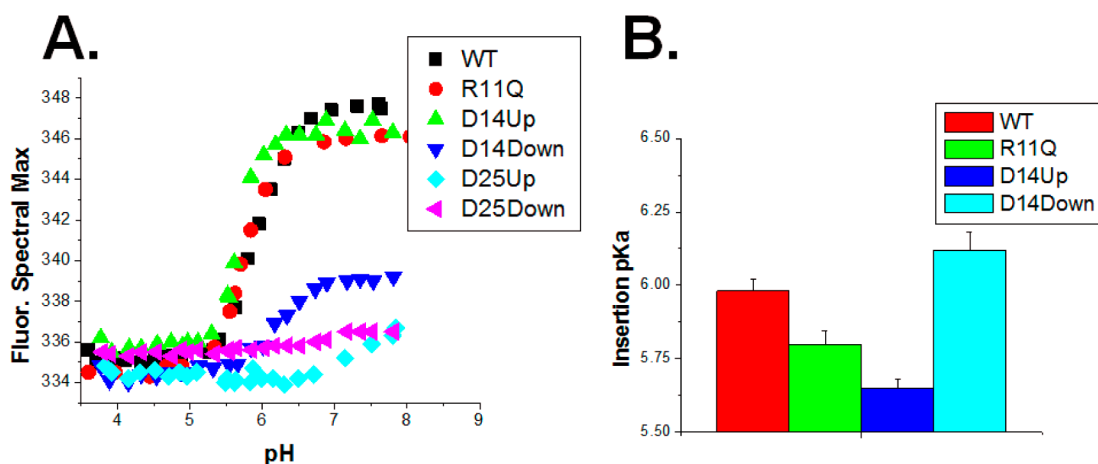 A.
WT
R11Q
D14Up
D14Down
D25Up
D25Down
Fluor. Spectral Max
348
346
344
342
340
338
336
334
4 5 6 7 8 9
pH
B.
WT
R11Q
D14Up
D14Down
Insertion pKa
6.50
6.25
6.00
5.75
5.50